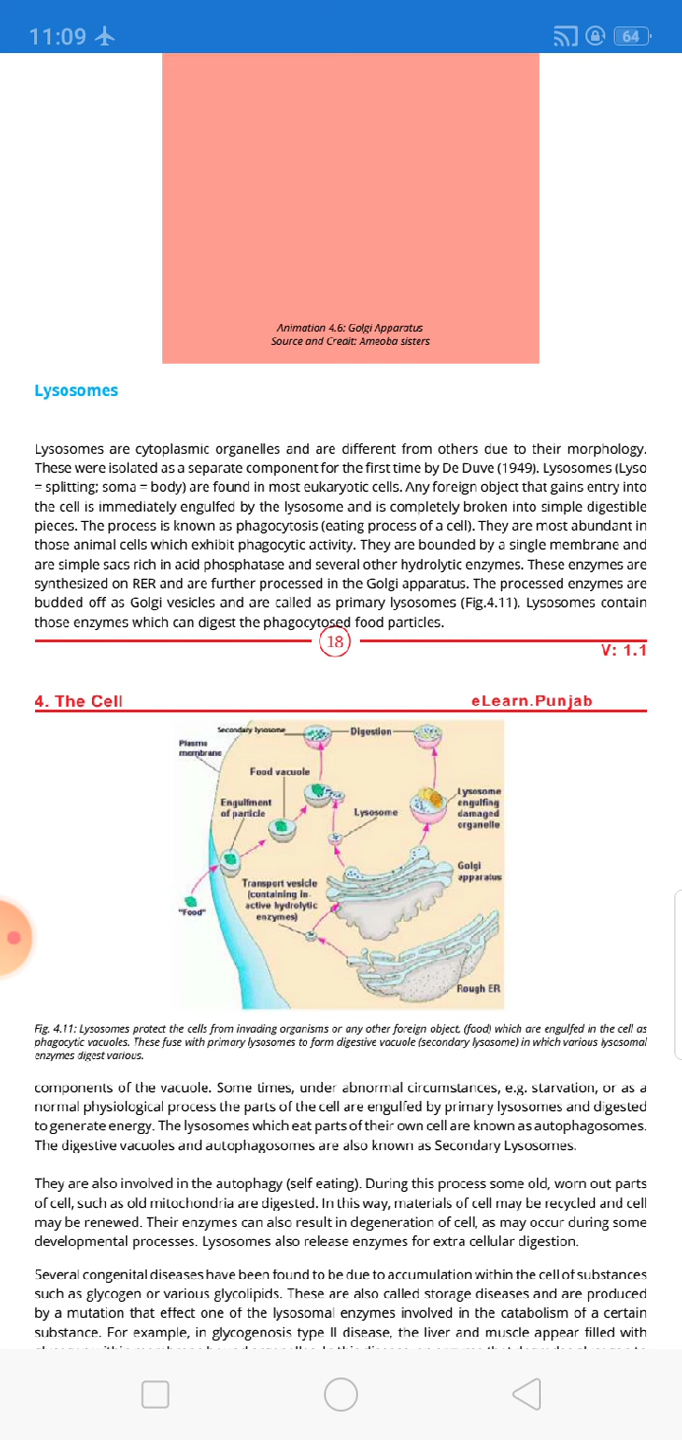 11:09
64
Animation 4.6: Golgi Apparatus
Source and Credit: Ameoba sisters
Lysosomes
Lysosomes are cytoplasmic organelles and are different from others due to their morphology.
These were isolated as a separate component for the first time by De Duve (1949). Lysosomes (Lyso
= splitting; soma = body) are found in most eukaryotic cells. Any foreign object that gains entry into
the cell is immediately engulfed by the lysosome and is completely broken into simple digestible
pieces. The process is known as phagocytosis (eating process of a cell). They are most abundant in
those animal cells which exhibit phagocytic activity. They are bounded by a single membrane and
are simple sacs rich in acid phosphatase and several other hydrolytic enzymes. These enzymes are
synthesized on RER and are further processed in the Golgi apparatus. The processed enzymes are
budded off as Golgi vesicles and are called as primary lysosomes (Fig.4.11). Lysosomes contain
those enzymes which can digest the phagocytosed food particles.
18
V: 1.1
4. The Cell
eLearn.Punjab
Secondary lysosome
Digestion
Plasma
membrane
Food vacuole
Engulfment
of particle
Lysosome
Lysosome
engulfing
damaged
organelle
Golgi
apparatus
Transport vesicle
(containing in-
active hydrolytic
enzymes)
"Food"
Rough ER
Fig. 4.11: Lysosomes protect the cells from invading organisms or any other foreign object, (food) which are engulfed in the cell as
phagocytic vacuoles. These fuse with primary lysosomes to form digestive vacuole (secondary lysosome) in which various lysosomal
enzymes digest various.
components of the vacuole. Some times, under abnormal circumstances, e.g. starvation, or as a
normal physiological process the parts of the cell are engulfed by primary lysosomes and digested
to generate energy. The lysosomes which eat parts of their own cell are known as autophagosomes.
The digestive vacuoles and autophagosomes are also known as Secondary Lysosomes.
They are also involved in the autophagy (self eating). During this process some old, worn out parts
of cell, such as old mitochondria are digested. In this way, materials of cell may be recycled and cell
may be renewed. Their enzymes can also result in degeneration of cell, as may occur during some
developmental processes. Lysosomes also release enzymes for extra cellular digestion.
Several congenital diseases have been found to be due to accumulation within the cell of substances
such as glycogen or various glycolipids. These are also called storage diseases and are produced
by a mutation that effect one of the lysosomal enzymes involved in the catabolism of a certain
substance. For example, in glycogenosis type II disease, the liver and muscle appear filled with